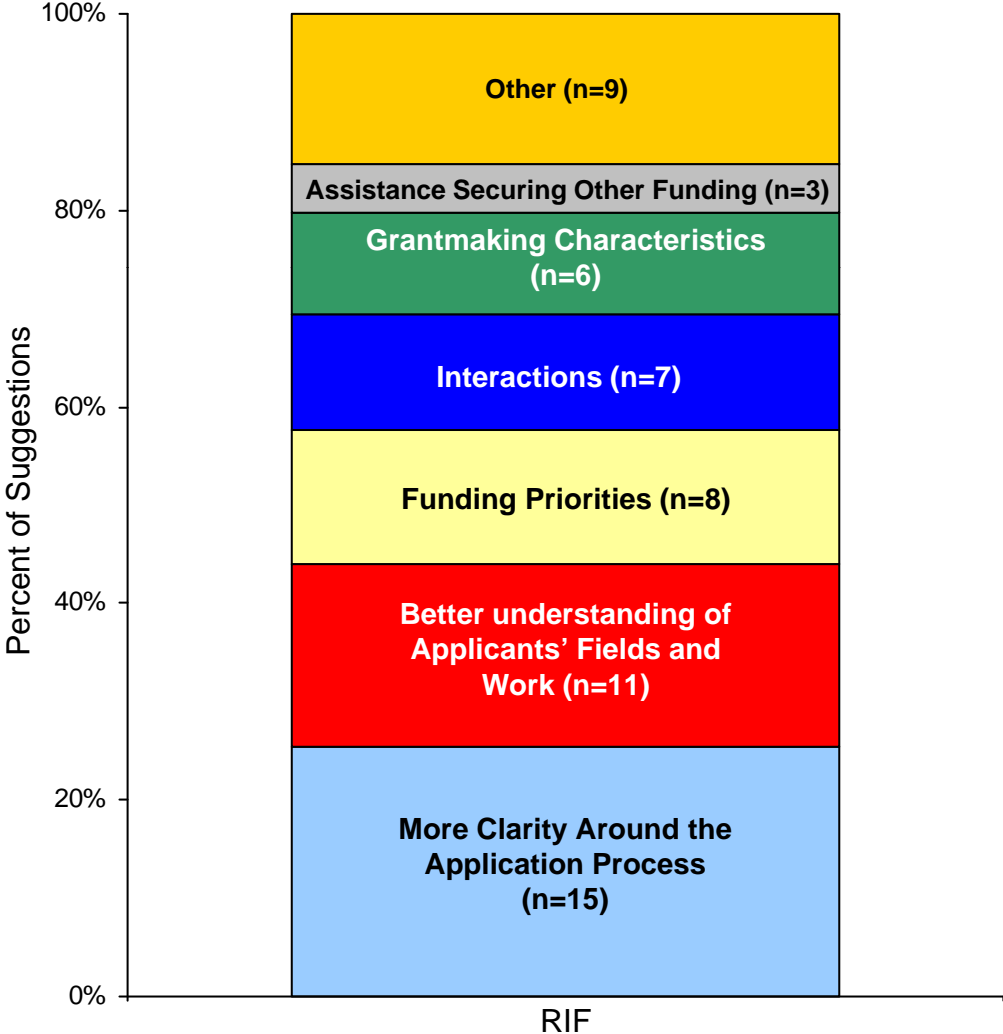 100%
Other (n=9)
Assistance Securing Other Funding (n=3)
80%
Grantmaking Characteristics
(n=6)
Interactions (n=7)
60%
Funding Priorities (n=8)
Percent of Suggestions
40%
Better understanding of
Applicants’ Fields and
Work (n=11)
20%
More Clarity Around the
Application Process
(n=15)
0%
RIF